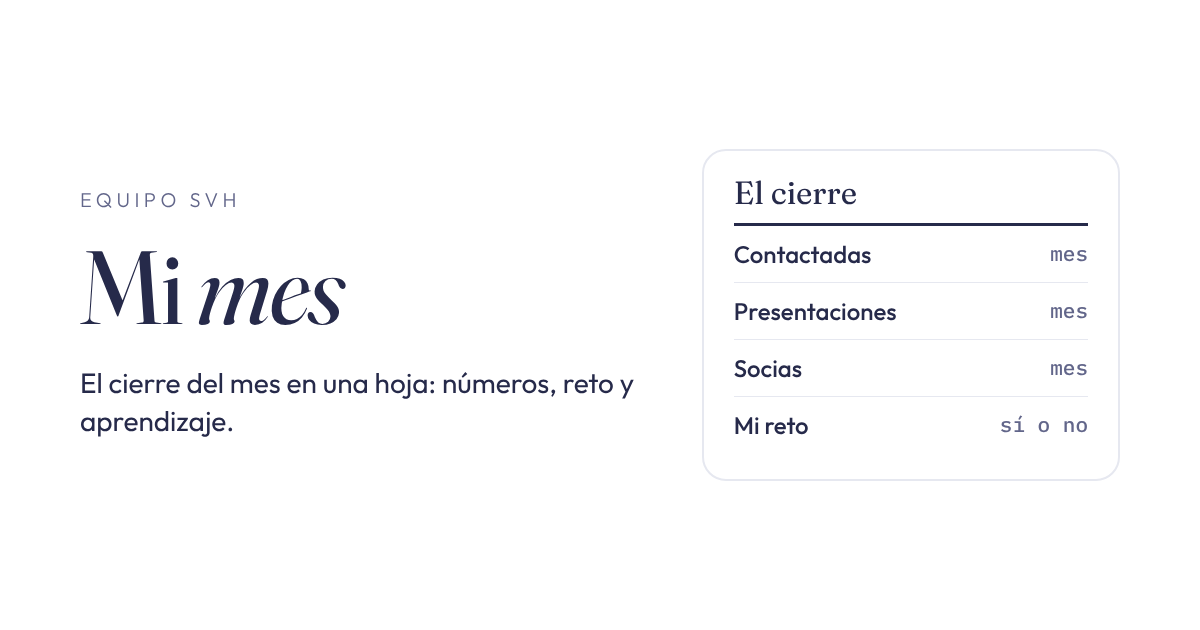 EQUIPO SVH
Mi mes
El cierre del mes en una hoja: números, reto y
aprendizaje.
El cierre
Contactadas mes
Presentaciones mes
Socias mes
Mi reto sí o no